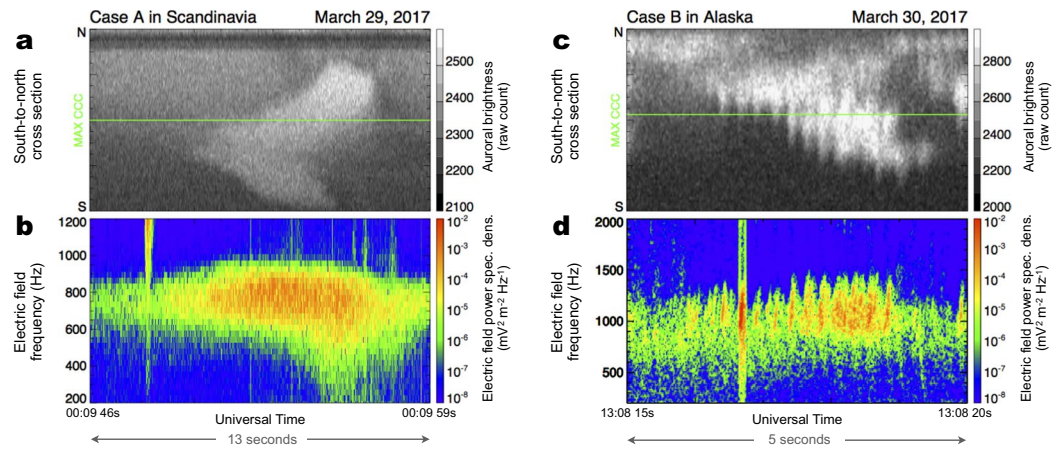 Case A in Scandinavia March 29, 2017
a
N
MAX CCC
South-to-north
cross section
S
2500
2400
2300
2200
2100
Auroral brightness
(raw count)
b
1200
1000
800
600
400
200
Electric field
frequency (Hz)
10-2
10-3
10-4
10-5
10-6
10-7
10-8
Electric field power spec. dens.
(mV2 m-2 Hz-1)
00:09 46s 00:09 59s
Universal Time
13 seconds
Case B in Alaska March 30, 2017
c
N
MAX CCC
South-to-north
cross section
S
2800
2600
2400
2200
2000
Auroral brightness
(raw count)
d
2000
1500
1000
500
Electric field
frequency (Hz)
10-2
10-3
10-4
10-5
10-6
10-7
10-8
Electric field power spec. dens.
(mV2 m-2 Hz-1)
13:08 15s 13:08 20s
Universal Time
5 seconds